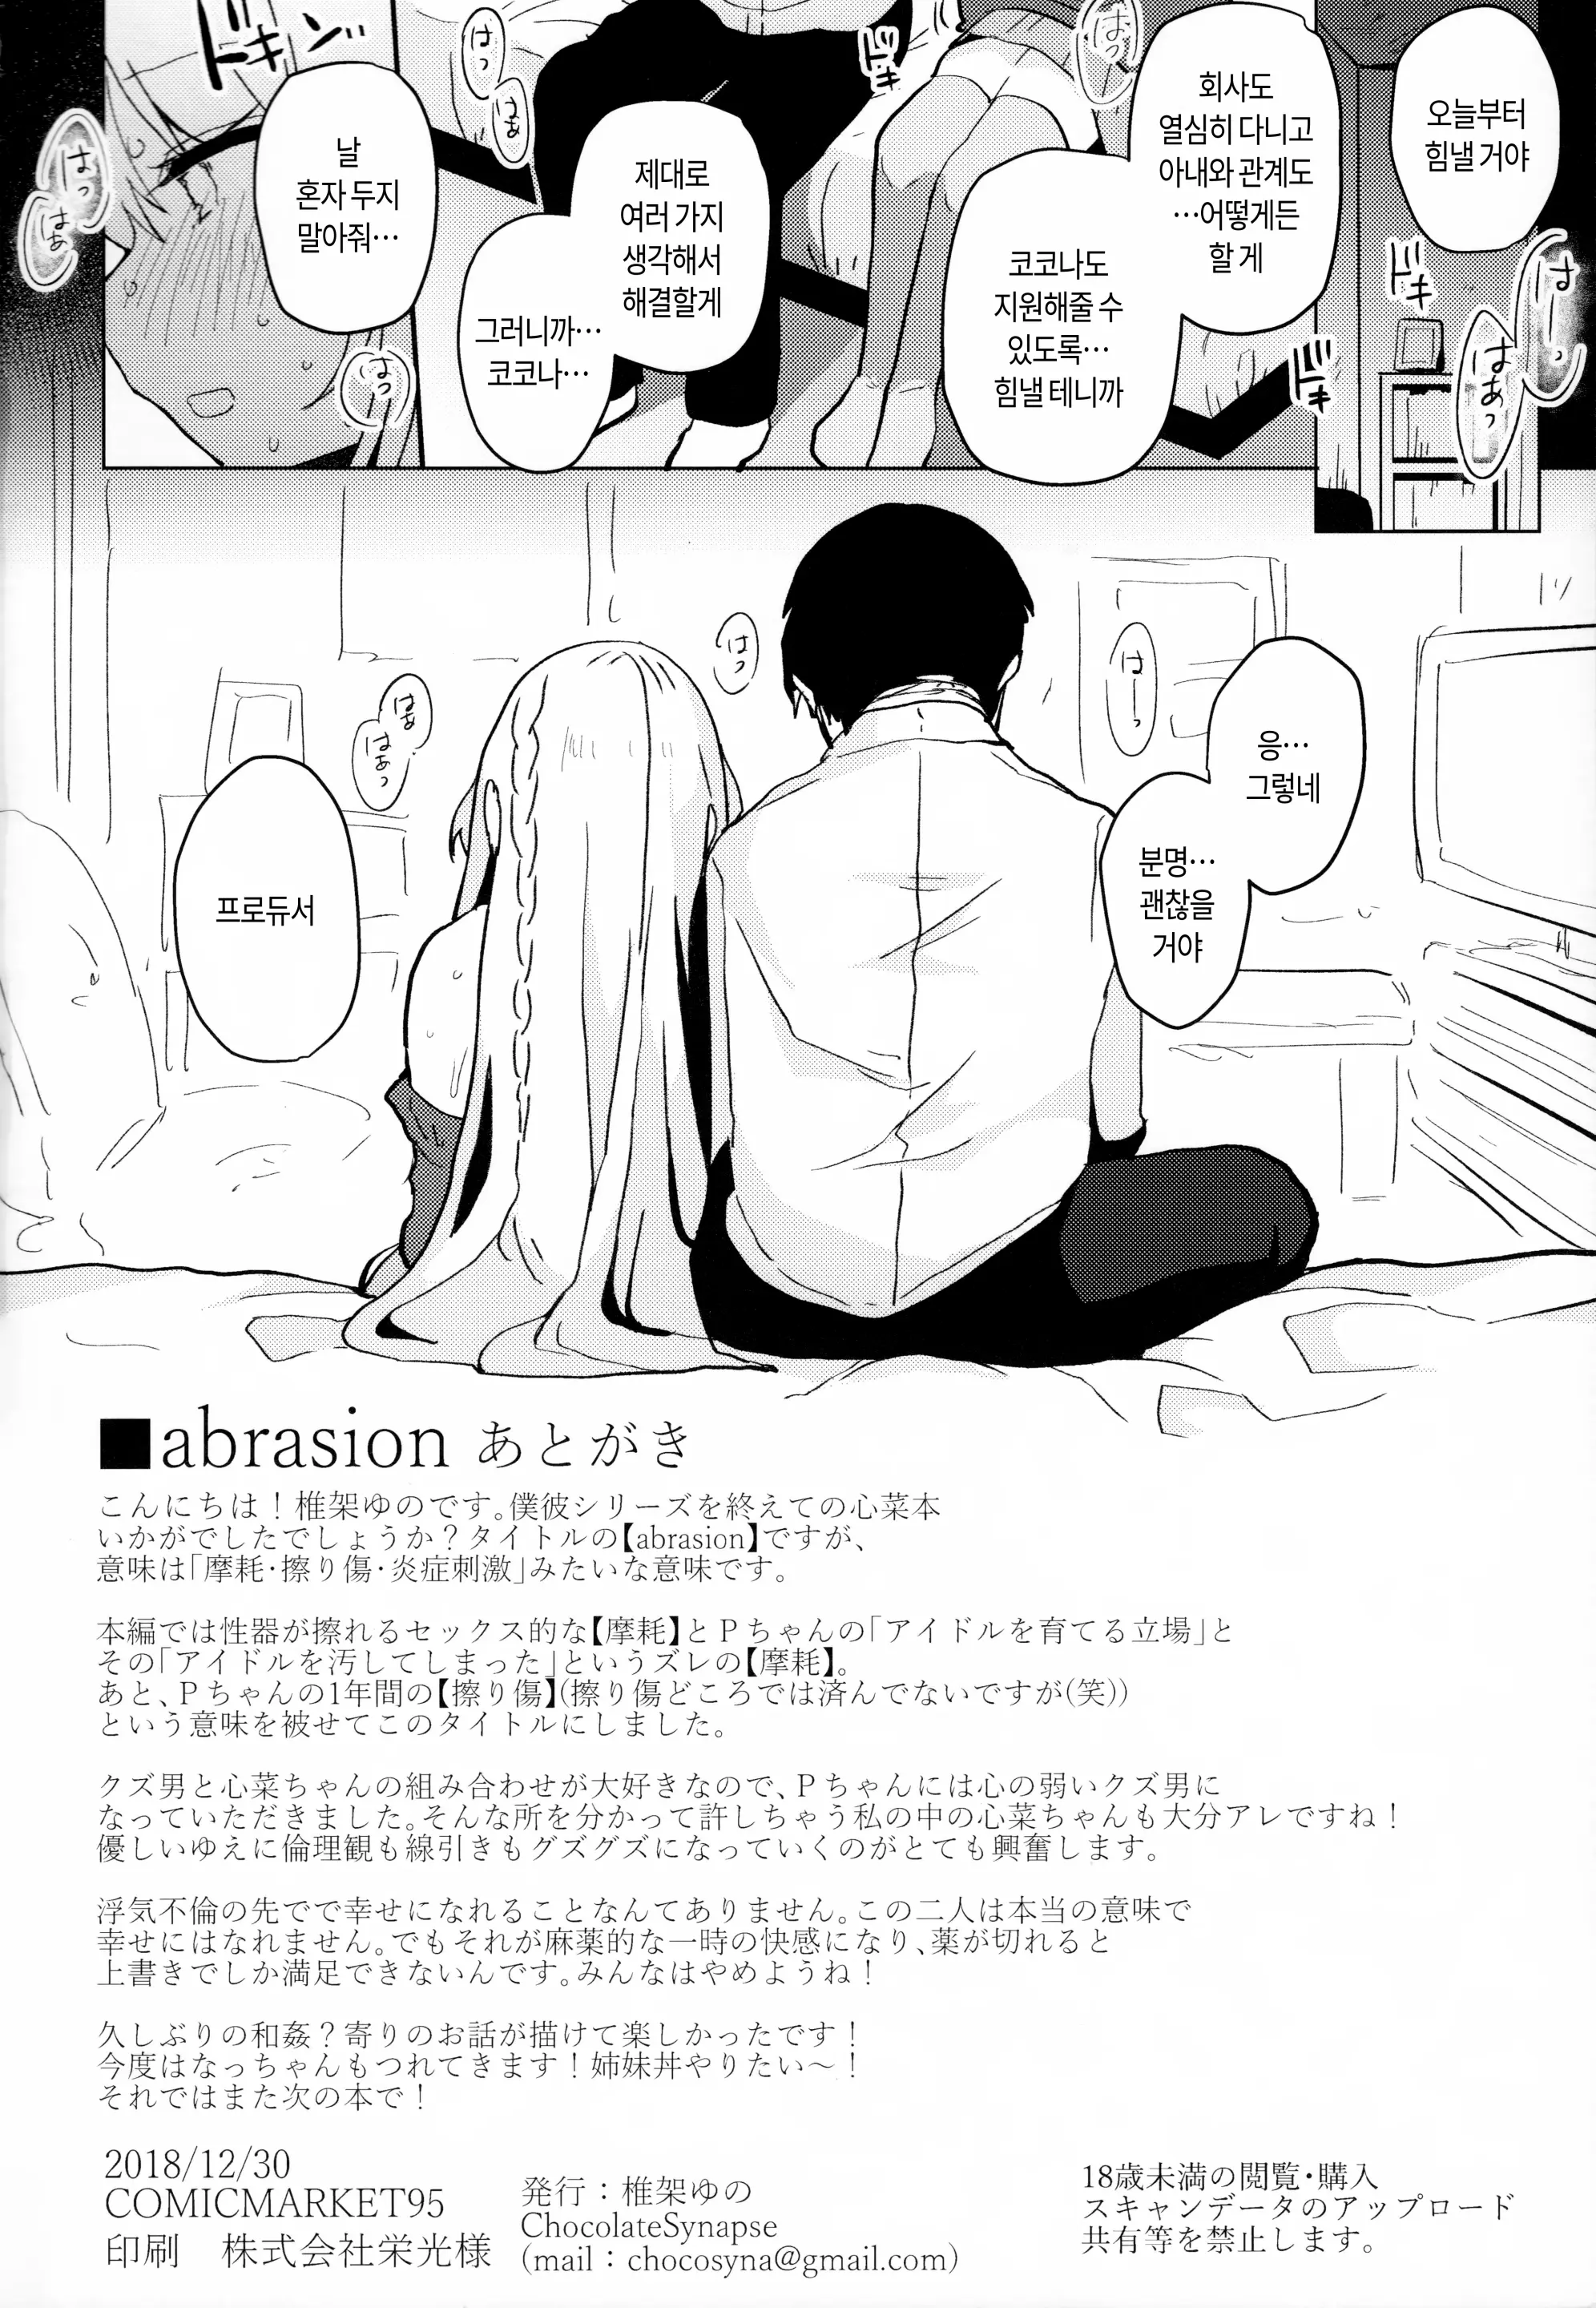 오늘부터
힘낼 거야
회사도
열심히 다니고
아내와 관계도
…어떻게든
할 게
코코나도
지원해줄 수
있도록…
힘낼 테니까
제대로
여러 가지
생각해서
해결할게
그러니까…
코코나…
날
혼자 두지
말아줘…
はーっ
はぁっ
ドキ
ドキ
はっ
ドキ
はっ
はぁ
ドキン
はっ
はっ
はぁ
응…
그렇네
분명…
괜찮을
거야
はーっ
はっ
はぁ
はぁっ
프로듀서
■abrasion あとがき
こんにちは!椎架ゆのです。僕彼シリーズを終えての心菜本
いかがでしたでしょうか?タイトルの【abrasion】ですが、
意味は「摩耗・擦り傷・炎症刺激」みたいな意味です。
本編では性器が擦れるセックス的な【摩耗】とPちゃんの「アイドルを育てる立場」と
その「アイドルを汚してしまった」というズレの【摩耗】。
あと、Pちゃんの1年間の【擦り傷】(擦り傷どころでは済んでないですが(笑))
という意味を被せてこのタイトルにしました。
クズ男と心菜ちゃんの組み合わせが大好きなので、Pちゃんには心の弱いクズ男に
なっていただきました。そんな所を分かって許しちゃう私の中の心菜ちゃんも大分アレですね!
優しいゆえに倫理観も線引きもグズグズになっていくのがとても興奮します。
浮気不倫の先でで幸せになれることなんてありません。この二人は本当の意味で
幸せにはなれません。でもそれが麻薬的な一時の快感になり、薬が切れると
上書きでしか満足できないんです。みんなはやめようね!
久しぶりの和姦?寄りのお話が描けて楽しかったです!
今度はなっちゃんもつれてきます!姉妹丼やりたい~!
それではまた次の本で!
2018/12/30
COMICMARKET95
印刷 株式会社栄光様
発行:椎架ゆの
ChocolateSynapse
(mail:chocosyna@gmail.com)
18歳未満の閲覧・購入
スキャンデータのアップロード
共有等を禁止します。